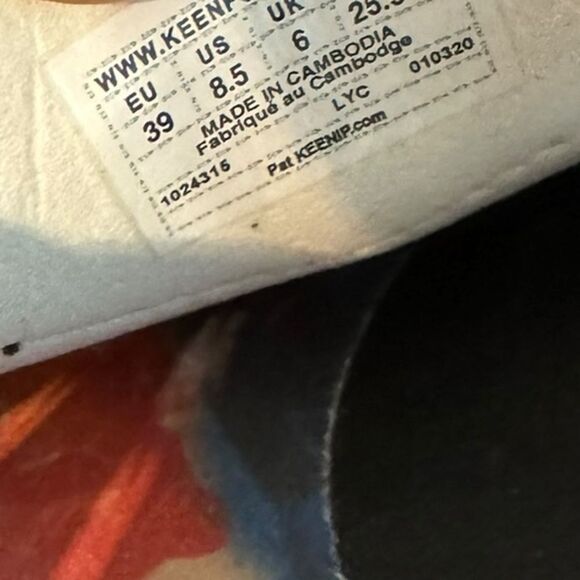 WWW.KEENF
EU US UK
39 8.5 6 25.5
MADE IN CAMBODIA
Fabriqué au Cambodge
LYC 010320
1024315 Pat KEENIP.com